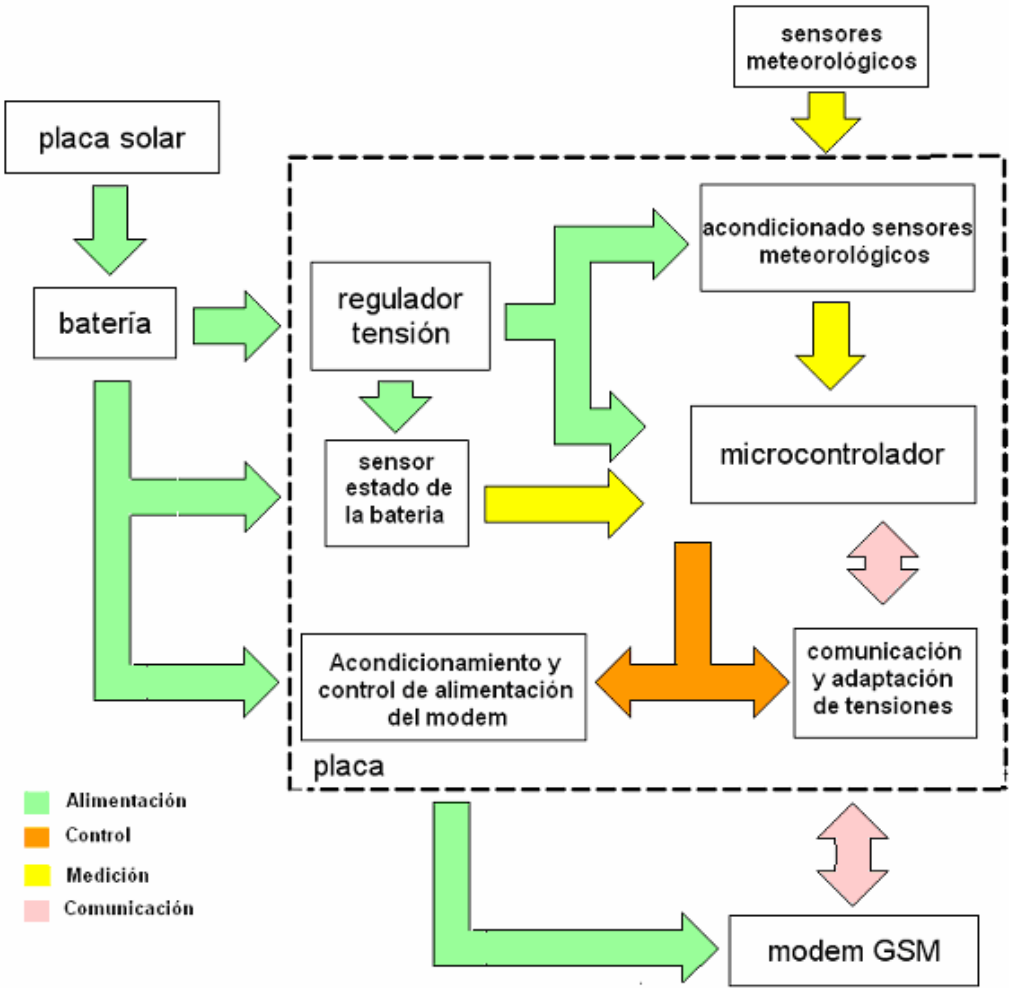 sensores
meteorológicos
placa solar
acondicionado sensores
meteorológicos
batería
regulador
tensión
microcontrolador
sensor
estado de
la bateria
Acondicionamiento y
control de alimentación
del modem
comunicación
y adaptación
de tensiones
placa
Alimentación
Control
Medición
Comunicación
modem GSM